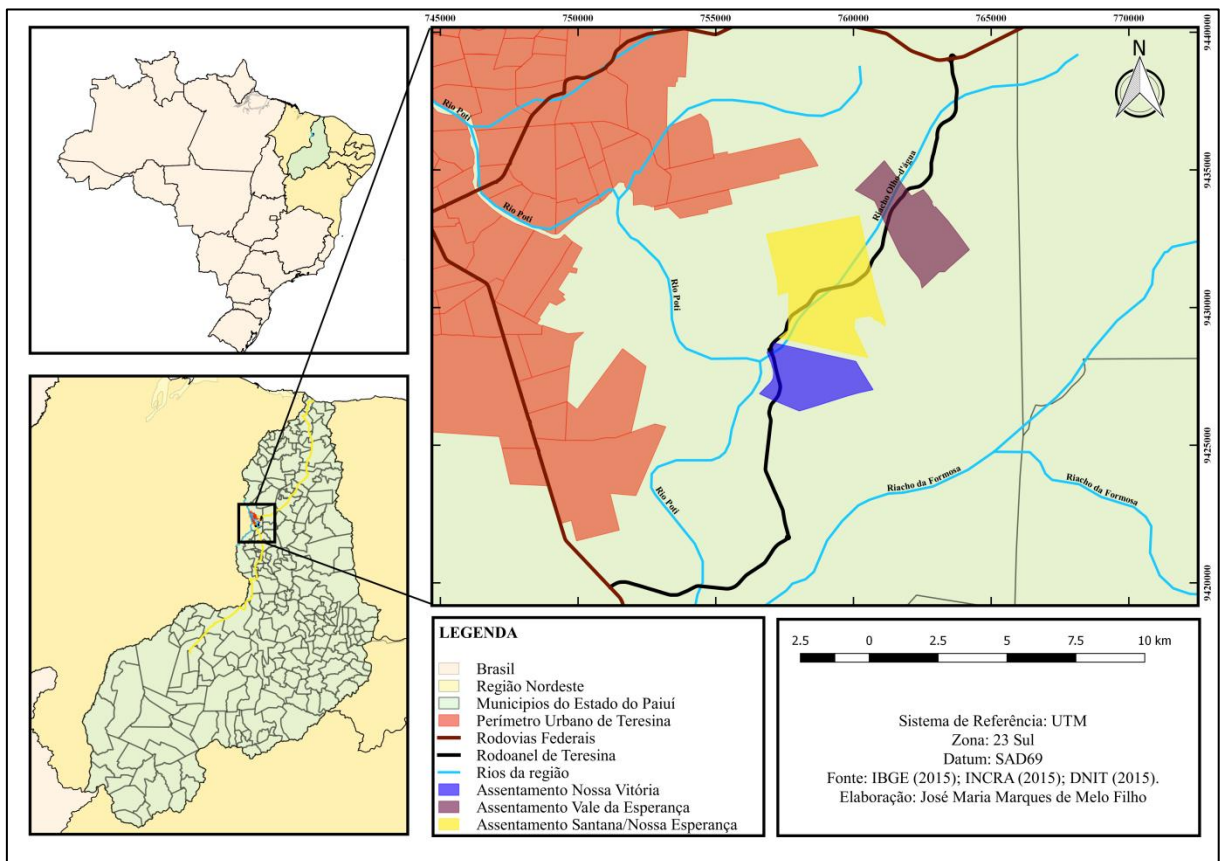 745000 750000 755000 760000 765000 770000
9440000
9435000
9430000
9425000
9420000
N
Rio Poti
Rio Poti
Rio Poti
Rio Poti
Riacho Olho d'água
Riacho da Formosa
Riacho da Formosa
LEGENDA
Brasil
Região Nordeste
Municipios do Estado do Paiuí
Perímetro Urbano de Teresina
Rodovias Federais
Rodoanel de Teresina
Rios da região
Assentamento Nossa Vitória
Assentamento Vale da Esperança
Assentamento Santana/Nossa Esperança
2.5 0 2.5 5 7.5 10 km
Sistema de Referência: UTM
Zona: 23 Sul
Datum: SAD69
Fonte: IBGE (2015); INCRA (2015); DNIT (2015).
Elaboração: José Maria Marques de Melo Filho